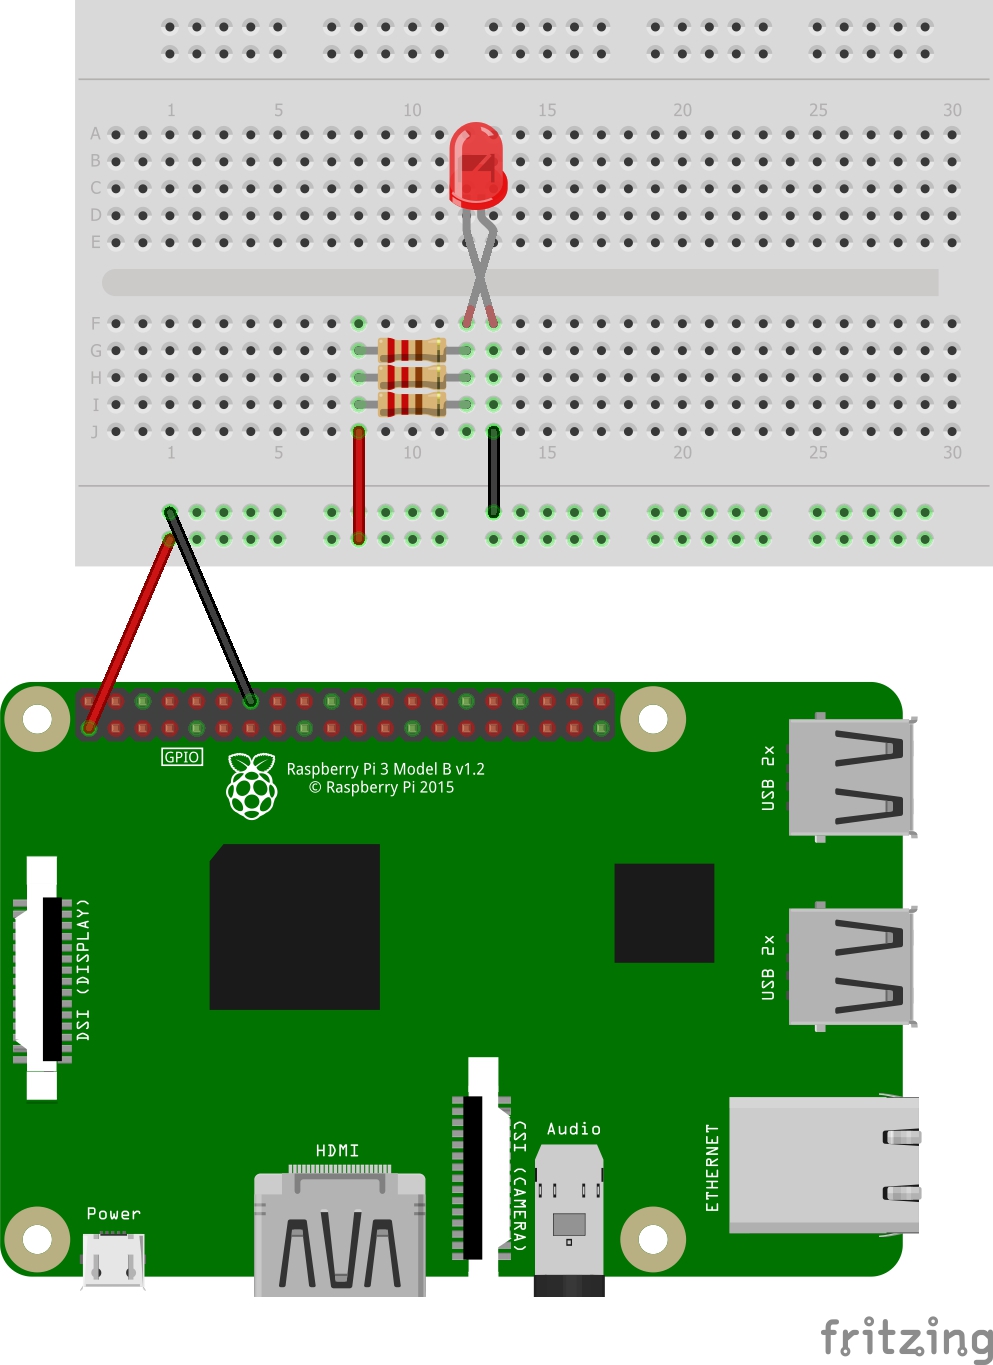 1 5 10 15 20 25 30
A
B
C
D
E
F
G
H
I
J
1 5 10 15 20 25 30
GPIO
Raspberry Pi 3 Model B v1.2
© Raspberry Pi 2015
USB 2x
DSI (DISPLAY)
USB 2x
CSI (CAMERA)
Audio
ETHERNET
HDMI
Power
fritzing